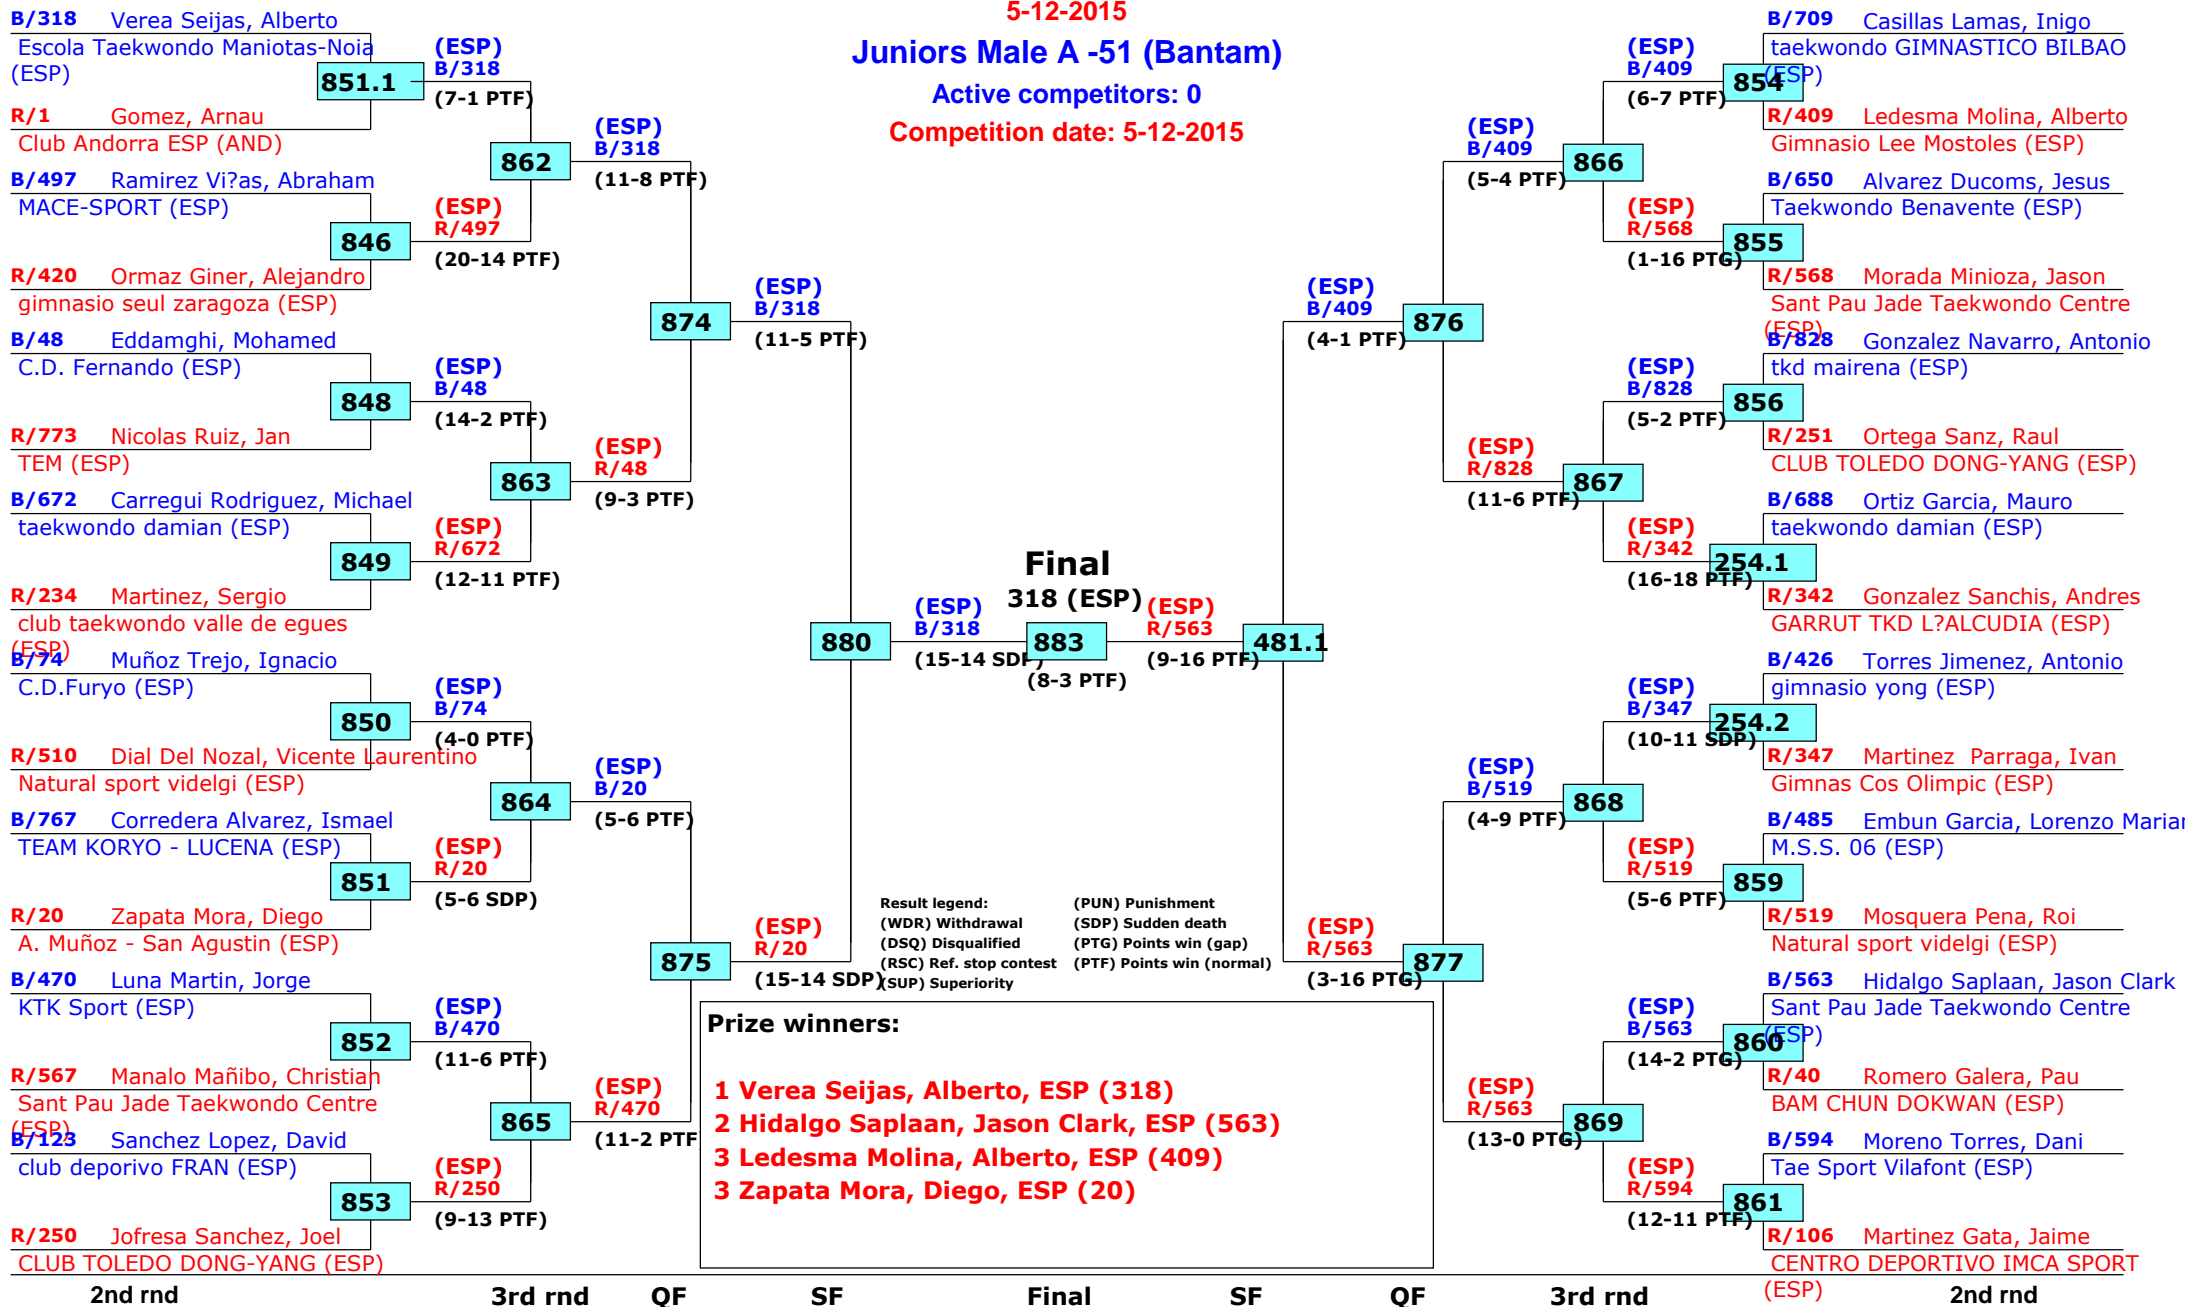 5-12-2015
Juniors Male A -51 (Bantam)
Active competitors: 0
Competition date: 5-12-2015
B/318 Verea Seijas, Alberto
Escola Taekwondo Maniotas-Noia
(ESP)
851.1
R/1 Gomez, Arnau
Club Andorra ESP (AND)
B/497 Ramirez Vi?as, Abraham
MACE-SPORT (ESP)
846
R/420 Ormaz Giner, Alejandro
gimnasio seul zaragoza (ESP)
B/48 Eddamghi, Mohamed
C.D. Fernando (ESP)
848
R/773 Nicolas Ruiz, Jan
TEM (ESP)
B/672 Carregui Rodriguez, Michael
taekwondo damian (ESP)
849
R/234 Martinez, Sergio
club taekwondo valle de egues
(ESP)
B/74 Muñoz Trejo, Ignacio
C.D.Furyo (ESP)
850
R/510 Dial Del Nozal, Vicente Laurentino
Natural sport videlgi (ESP)
B/767 Corredera Alvarez, Ismael
TEAM KORYO - LUCENA (ESP)
851
R/20 Zapata Mora, Diego
A. Muñoz - San Agustin (ESP)
B/470 Luna Martin, Jorge
KTK Sport (ESP)
852
R/567 Manalo Mañibo, Christian
Sant Pau Jade Taekwondo Centre
(ESP)
B/123 Sanchez Lopez, David
club deporivo FRAN (ESP)
853
R/250 Jofresa Sanchez, Joel
CLUB TOLEDO DONG-YANG (ESP)
(ESP)
B/318
(7-1 PTF)
862
(ESP)
R/497
(20-14 PTF)
(ESP)
B/48
(14-2 PTF)
863
(ESP)
R/672
(12-11 PTF)
(ESP)
B/74
(4-0 PTF)
864
(ESP)
R/20
(5-6 SDP)
(ESP)
B/470
(11-6 PTF)
865
(ESP)
R/250
(9-13 PTF)
(ESP)
B/318
(11-8 PTF)
874
(ESP)
R/48
(9-3 PTF)
(ESP)
B/20
(5-6 PTF)
875
(ESP)
R/470
(11-2 PTF
(ESP)
B/318
(11-5 PTF)
880
(ESP)
R/20
(15-14 SDP)
(ESP)
B/318
(15-14 SDP)
Final
318 (ESP)
883
(8-3 PTF)
(ESP)
R/563
(9-16 PTF)
481.1
(ESP)
B/409
(4-1 PTF)
876
(ESP)
R/563
(3-16 PTG)
877
(ESP)
B/409
(5-4 PTF)
866
(ESP)
R/828
(11-6 PTF)
867
(ESP)
B/519
(4-9 PTF)
868
(ESP)
R/563
(13-0 PTG)
869
(ESP)
B/409
(6-7 PTF)
854
(ESP)
R/568
(1-16 PTG)
855
(ESP)
B/828
(5-2 PTF)
856
(ESP)
R/342
(16-18 PTF)
254.1
(ESP)
B/347
(10-11 SDP)
254.2
(ESP)
R/519
(5-6 PTF)
859
(ESP)
B/563
(14-2 PTG)
860
(ESP)
R/594
(12-11 PTF)
861
B/709 Casillas Lamas, Inigo
taekwondo GIMNASTICO BILBAO
(ESP)
R/409 Ledesma Molina, Alberto
Gimnasio Lee Mostoles (ESP)
B/650 Alvarez Ducoms, Jesus
Taekwondo Benavente (ESP)
R/568 Morada Minioza, Jason
Sant Pau Jade Taekwondo Centre
(ESP)
B/828 Gonzalez Navarro, Antonio
tkd mairena (ESP)
R/251 Ortega Sanz, Raul
CLUB TOLEDO DONG-YANG (ESP)
B/688 Ortiz Garcia, Mauro
taekwondo damian (ESP)
R/342 Gonzalez Sanchis, Andres
GARRUT TKD L?ALCUDIA (ESP)
B/426 Torres Jimenez, Antonio
gimnasio yong (ESP)
R/347 Martinez Parraga, Ivan
Gimnas Cos Olimpic (ESP)
B/485 Embun Garcia, Lorenzo Marian
M.S.S. 06 (ESP)
R/519 Mosquera Pena, Roi
Natural sport videlgi (ESP)
B/563 Hidalgo Saplaan, Jason Clark
Sant Pau Jade Taekwondo Centre
(ESP)
R/40 Romero Galera, Pau
BAM CHUN DOKWAN (ESP)
B/594 Moreno Torres, Dani
Tae Sport Vilafont (ESP)
R/106 Martinez Gata, Jaime
CENTRO DEPORTIVO IMCA SPORT
(ESP)
Result legend:
(WDR) Withdrawal
(DSQ) Disqualified
(RSC) Ref. stop contest
(SUP) Superiority
(PUN) Punishment
(SDP) Sudden death
(PTG) Points win (gap)
(PTF) Points win (normal)
Prize winners:
1 Verea Seijas, Alberto, ESP (318)
2 Hidalgo Saplaan, Jason Clark, ESP (563)
3 Ledesma Molina, Alberto, ESP (409)
3 Zapata Mora, Diego, ESP (20)
2nd rnd 3rd rnd QF SF Final SF QF 3rd rnd 2nd rnd